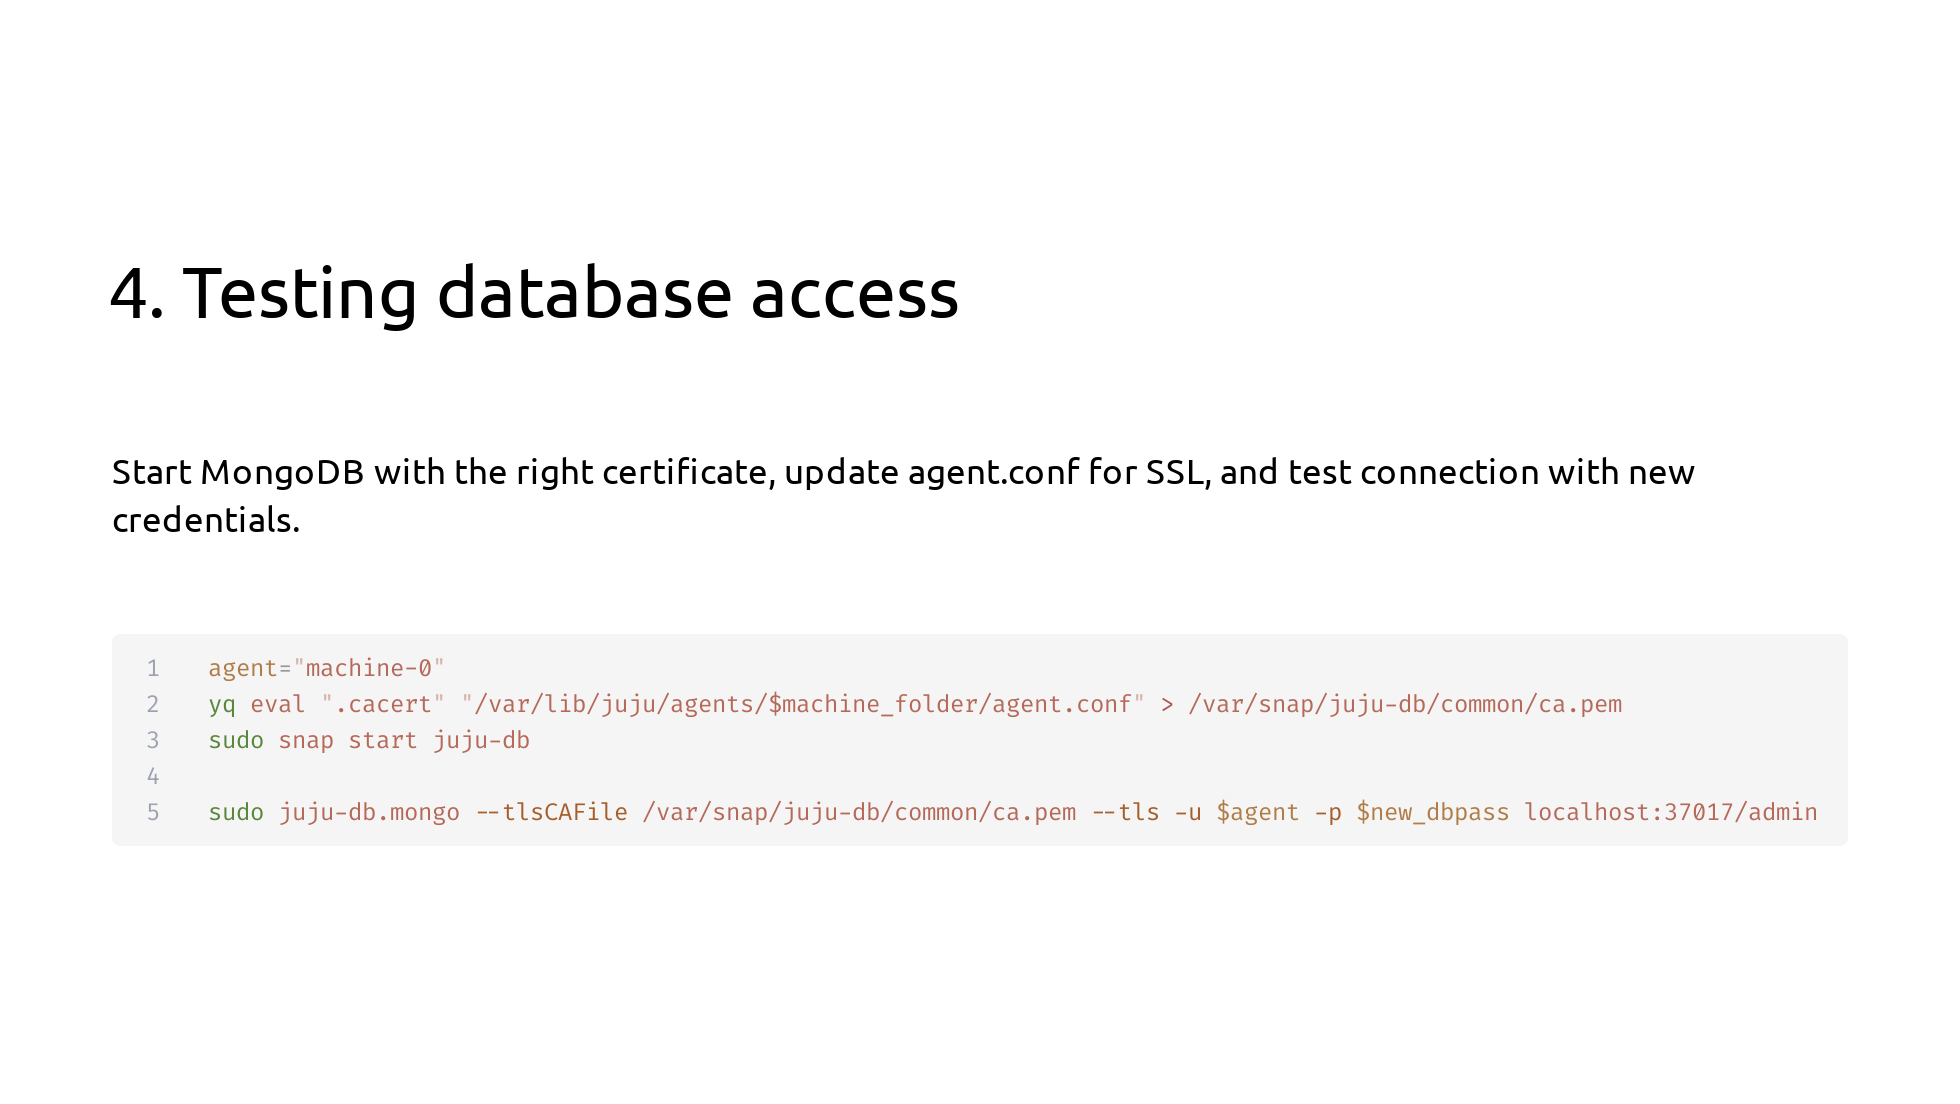 4. Testing database access
Start MongoDB with the right certificate, update agent.conf for SSL, and test connection with new
credentials.
1 agent="machine-0"
2 yq eval ".cacert" "/var/lib/juju/agents/$machine_folder/agent.conf" > /var/snap/juju-db/common/ca.pem
3 sudo snap start juju-db
4
5 sudo juju-db.mongo --tlsCAFile /var/snap/juju-db/common/ca.pem --tls -u $agent -p $new_dbpass localhost:37017/admin